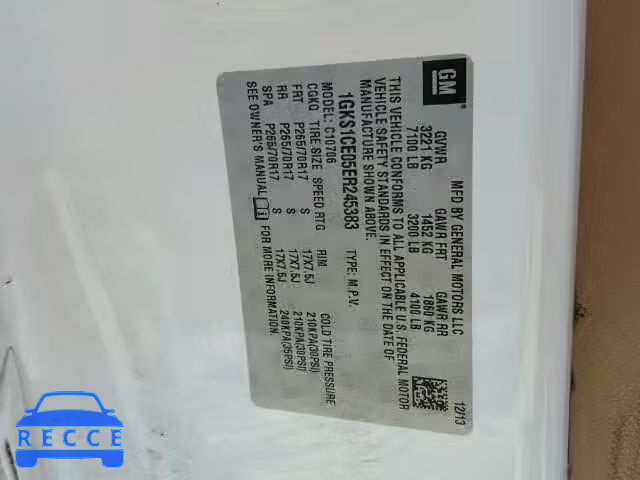 GM
MFD BY GENERAL MOTORS LLC 12/13
GVWR GAWR FRT GAWR RR
3221 KG 1452 KG 1860 KG
7100 LB 3200 LB 4100 LB
THIS VEHICLE CONFORMS TO ALL APPLICABLE U.S. FEDERAL MOTOR
VEHICLE SAFETY STANDARDS IN EFFECT ON THE DATE OF
MANUFACTURE SHOWN ABOVE.
1GKS1CE05ER245383 TYPE: M.P.V.
MODEL: C10706
CGKQ TIRE SIZE SPEED RTG RIM COLD TIRE PRESSURE
FRT P265/70R17 S 17X7.5J 210KPA(30PSI)
RR P265/70R17 S 17X7.5J 210KPA(30PSI)
SPA P265/70R17 S 17X7.5J 240KPA(35PSI)
SEE OWNER'S MANUAL FOR MORE INFORMATION.
RECCE